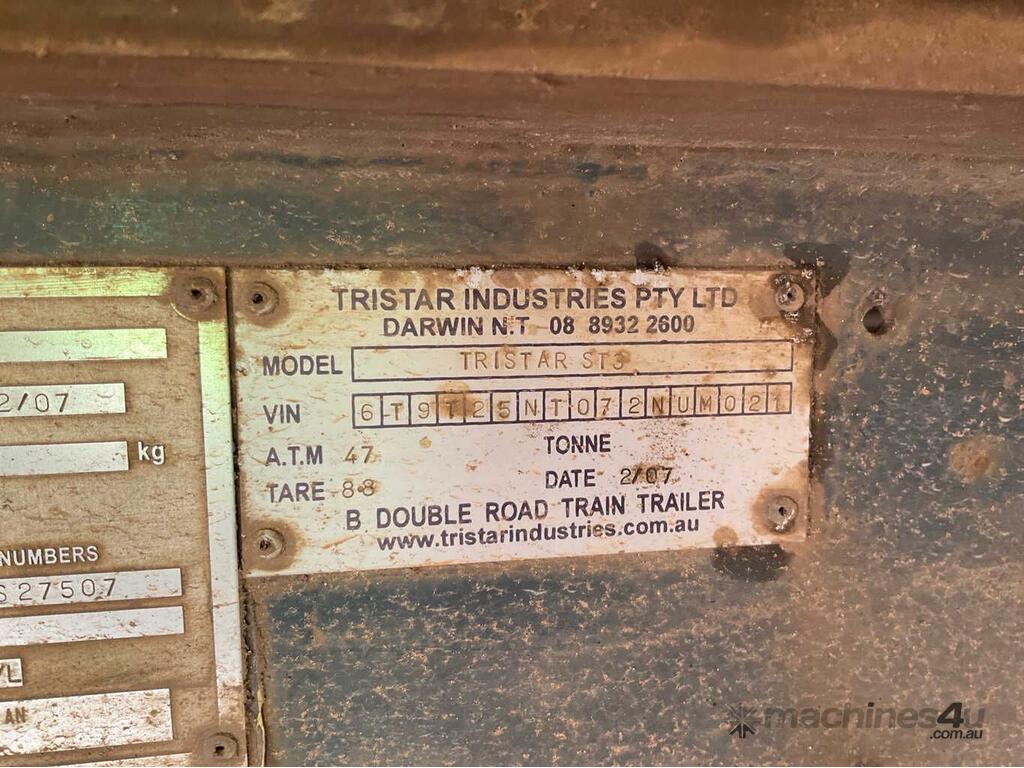 TRISTAR INDUSTRIES PTY LTD
DARWIN N.T 08 8932 2600
MODEL TRISTAR ST3
VIN 6T9T25NT072NUM021
A.T.M 47 TONNE
TARE 8.8 DATE 2/07
B DOUBLE ROAD TRAIN TRAILER
www.tristarindustries.com.au
2/07
kg
NUMBERS
S27507
/L
AN
machines4u
.com.au